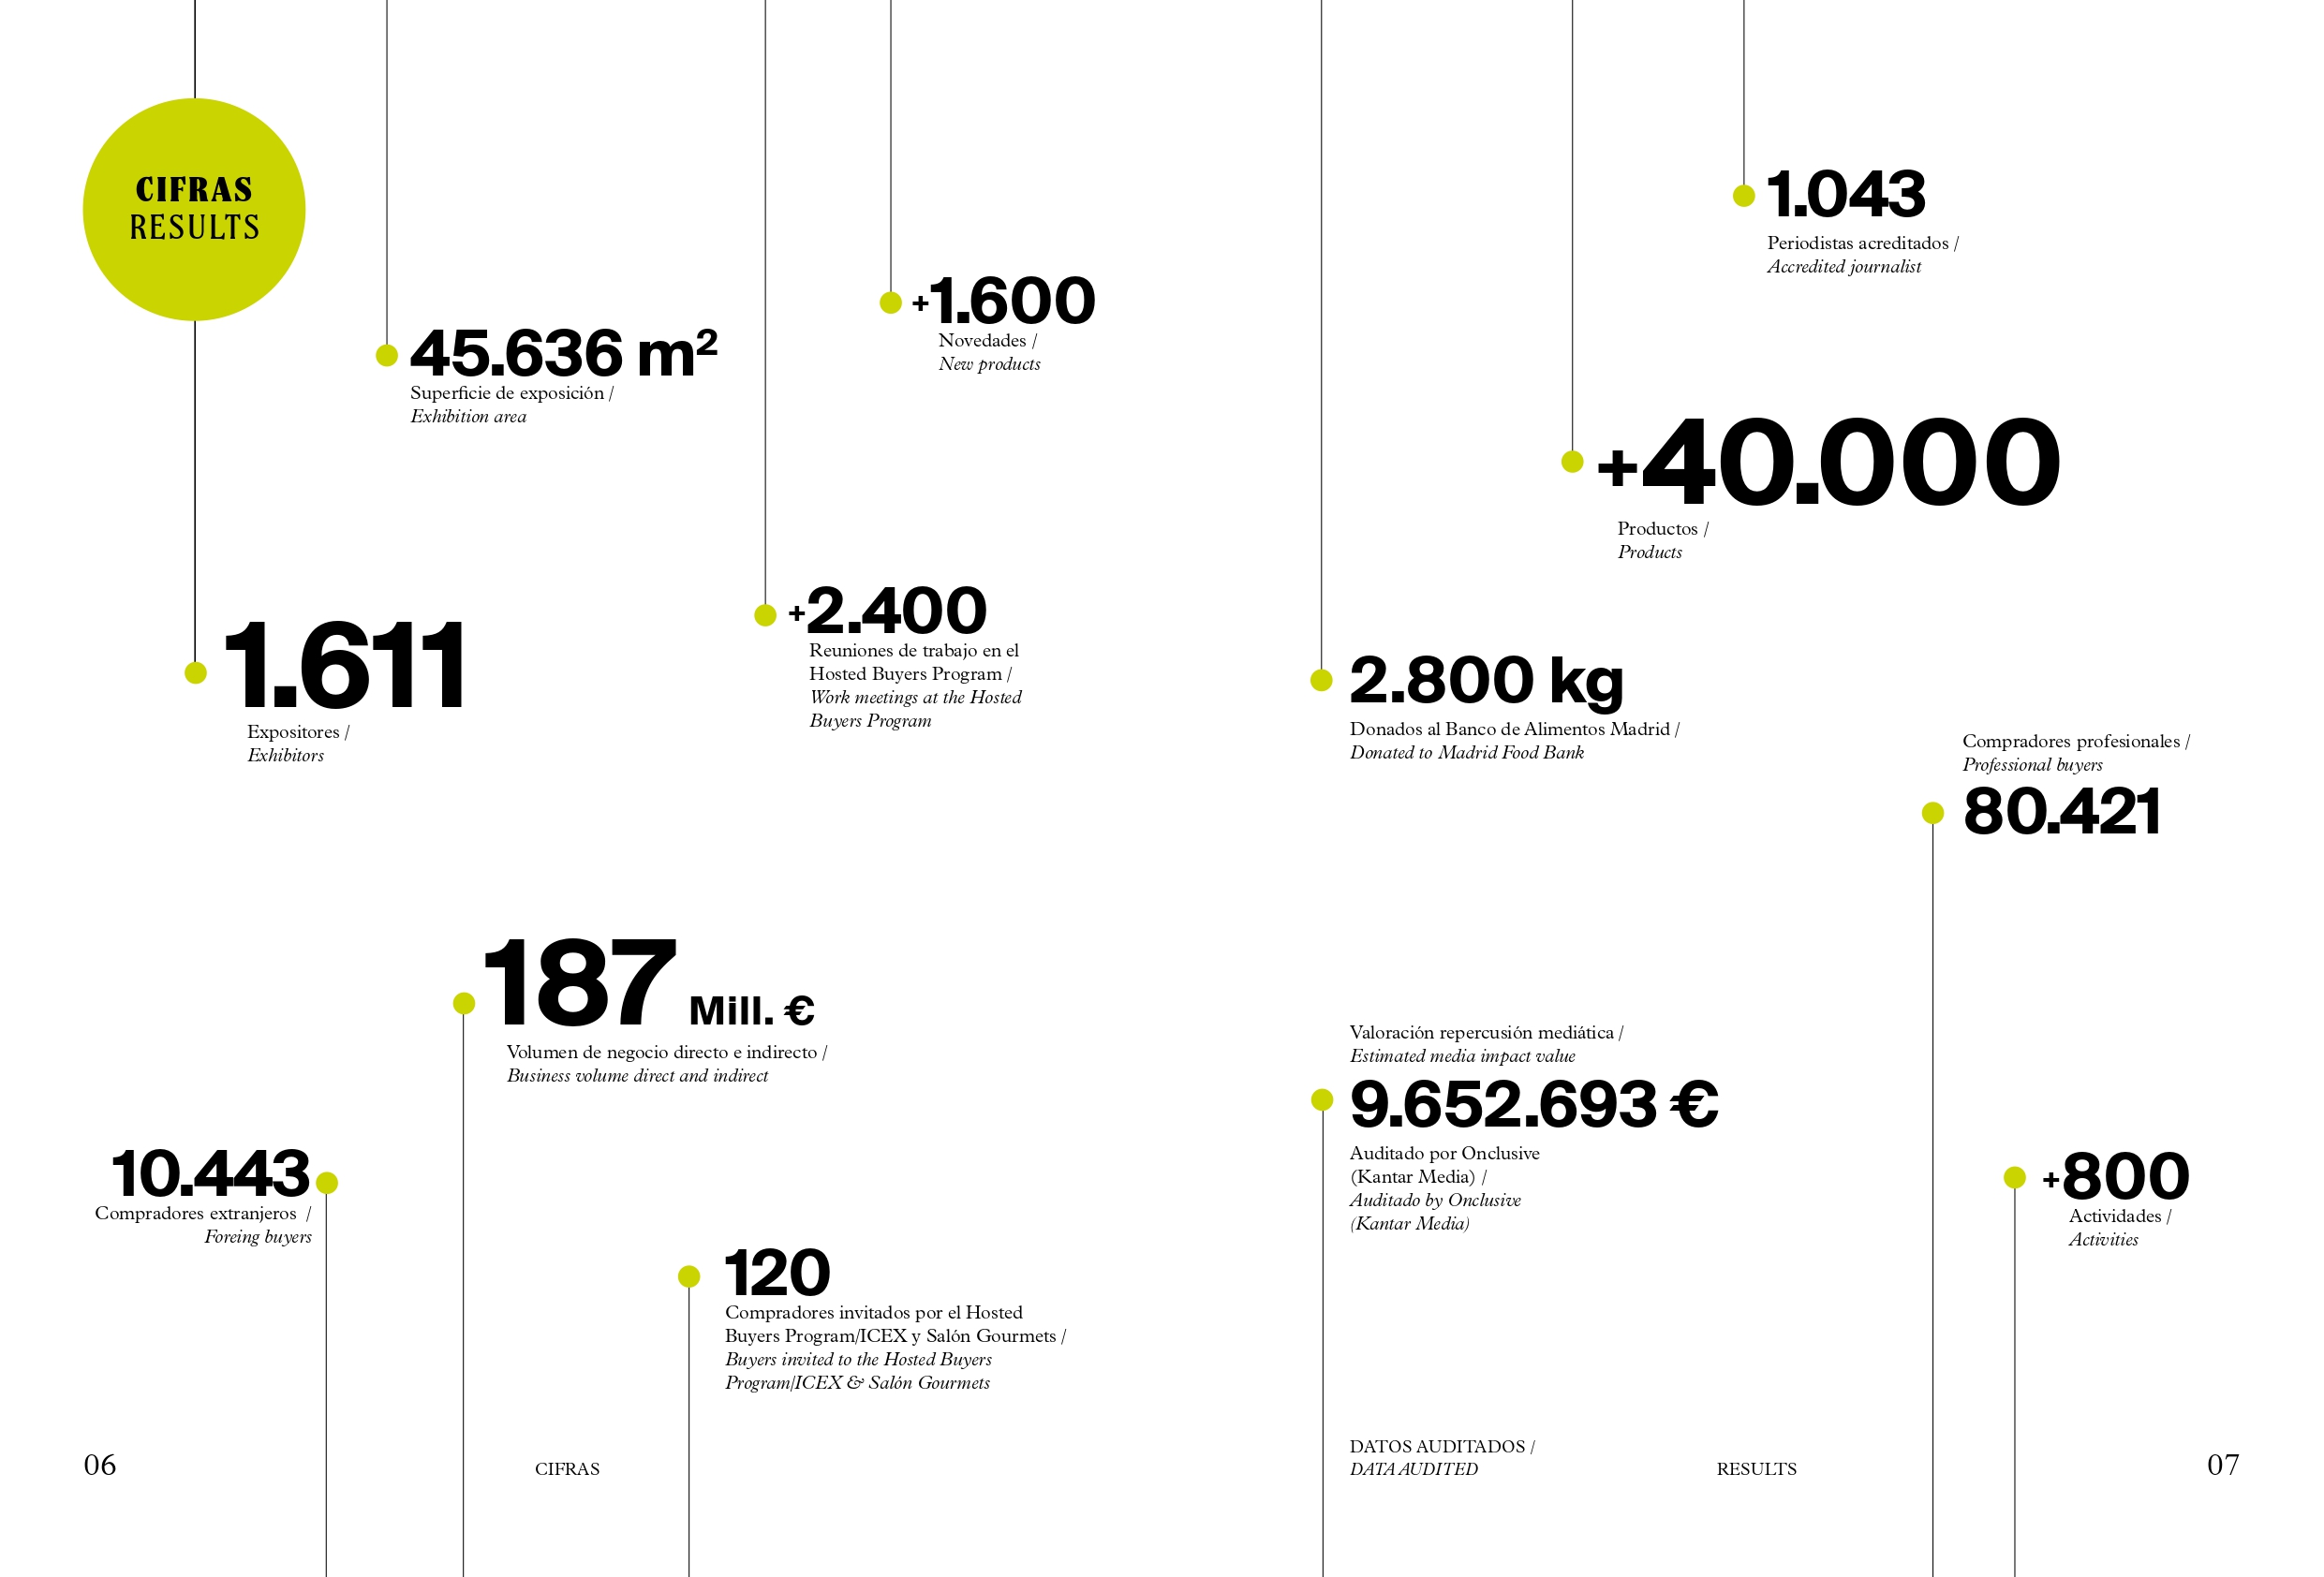 CIFRAS
RESULTS
45.636 m²
Superficie de exposición /
Exhibition area
+1.600
Novedades /
New products
1.611
Expositores /
Exhibitors
+2.400
Reuniones de trabajo en el
Hosted Buyers Program /
Work meetings at the Hosted
Buyers Program
187 Mill. €
Volumen de negocio directo e indirecto /
Business volume direct and indirect
10.443
Compradores extranjeros /
Foreing buyers
120
Compradores invitados por el Hosted
Buyers Program/ICEX y Salón Gourmets /
Buyers invited to the Hosted Buyers
Program/ICEX & Salón Gourmets
06
CIFRAS
1.043
Periodistas acreditados /
Accredited journalist
+40.000
Productos /
Products
2.800 kg
Donados al Banco de Alimentos Madrid /
Donated to Madrid Food Bank
Compradores profesionales /
Professional buyers
80.421
Valoración repercusión mediática /
Estimated media impact value
9.652.693 €
Auditado por Onclusive
(Kantar Media) /
Auditado by Onclusive
(Kantar Media)
+800
Actividades /
Activities
DATOS AUDITADOS /
DATA AUDITED
RESULTS
07